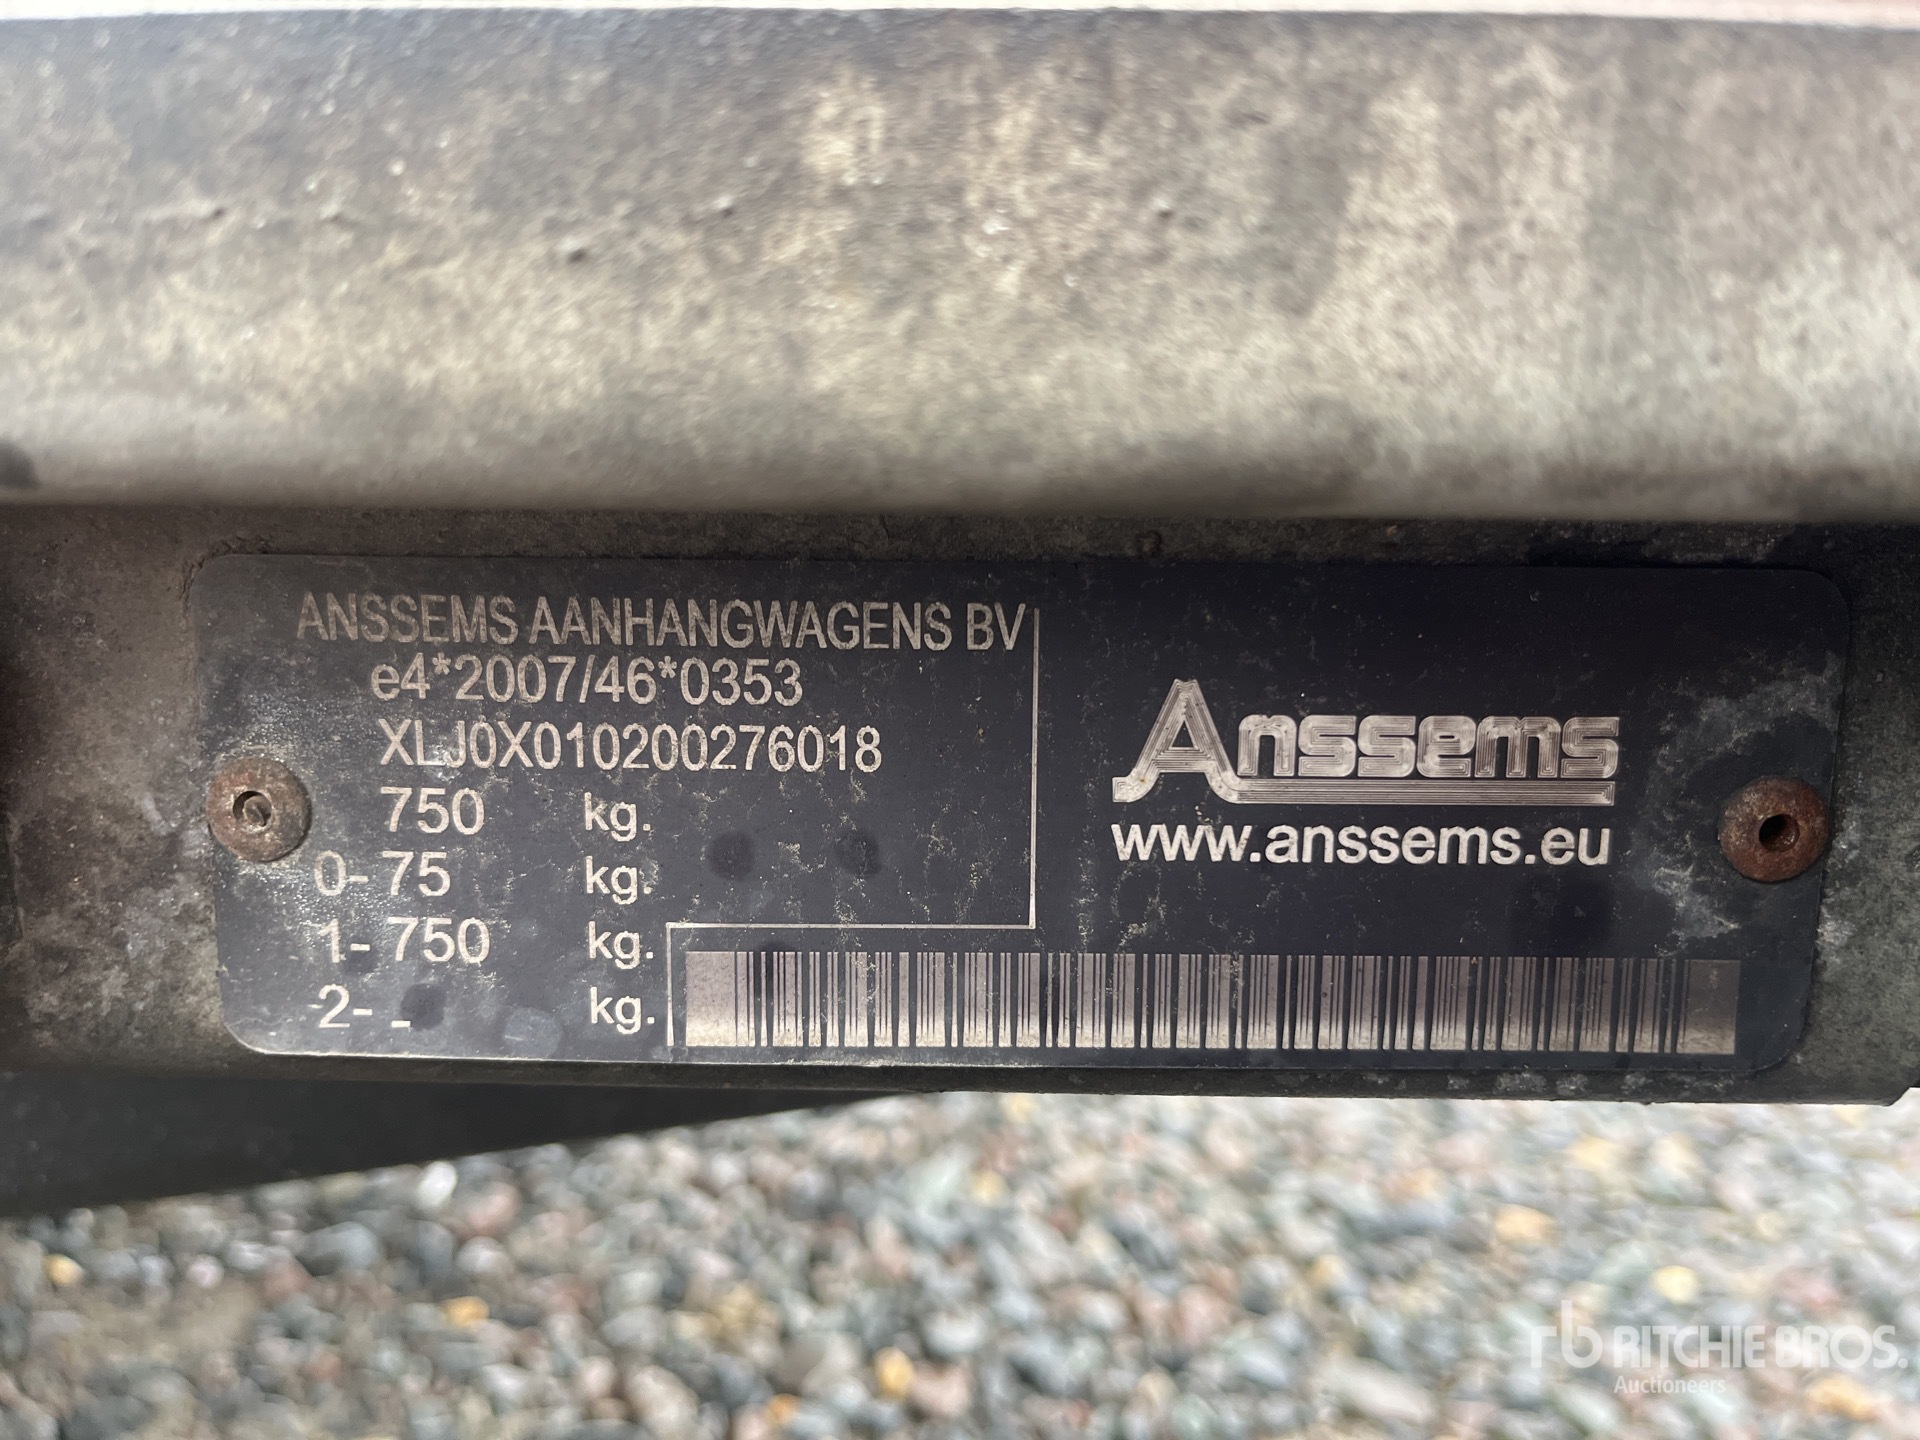 ANSSEMS AANHANGWAGENS BV
e4*2007/46*0353
XLJ0X010200276018
750 kg.
0- 75 kg.
1- 750 kg.
2- - kg.
Anssems
www.anssems.eu
rb RITCHIE BROS.
Auctioneers